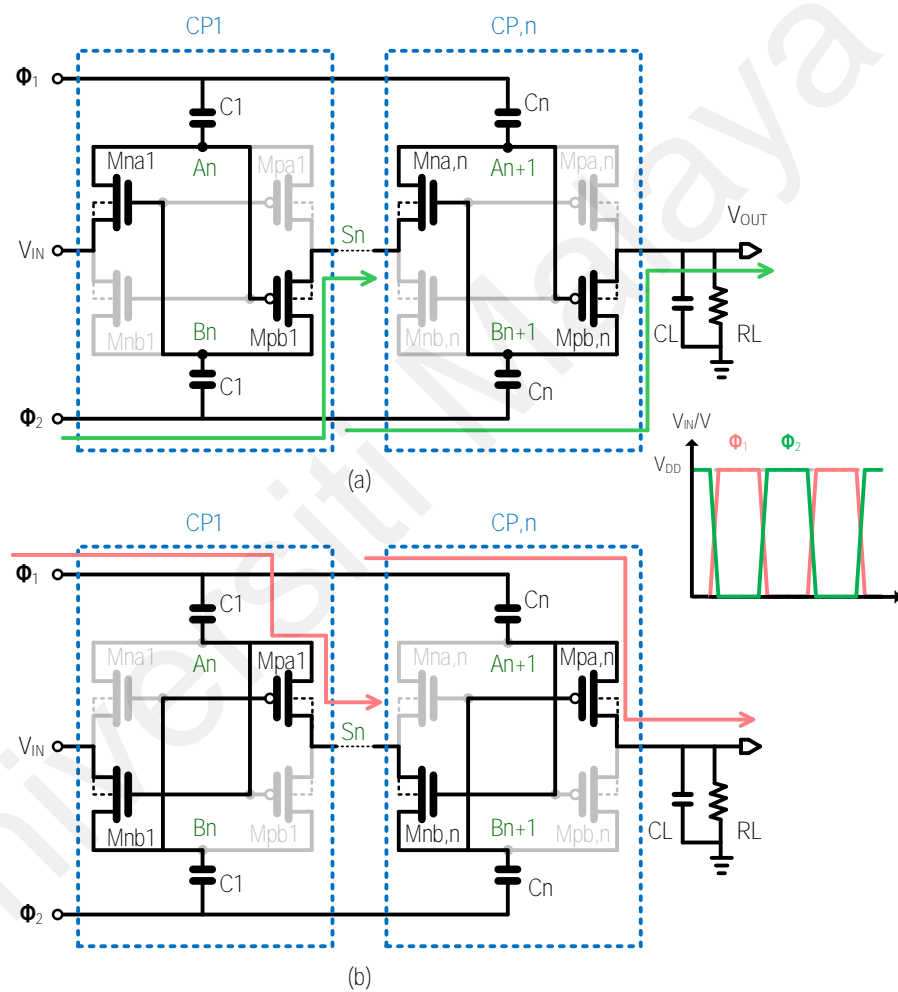 CP1
CP,n
Φ1
C1
Cn
Mna1
An
Mpa1
Mna,n
An+1
Mpa,n
VIN
Sn
VOUT
Mnb1
Bn
Mpb1
Mnb,n
Bn+1
Mpb,n
CL
RL
C1
Cn
Φ2
(a)
VIN/V
Φ1
Φ2
VDD
CP1
CP,n
Φ1
C1
Cn
Mna1
An
Mpa1
Mna,n
An+1
Mpa,n
VIN
Sn
Mnb1
Bn
Mpb1
Mnb,n
Bn+1
Mpb,n
CL
RL
C1
Cn
Φ2
(b)
niversiti Malaya